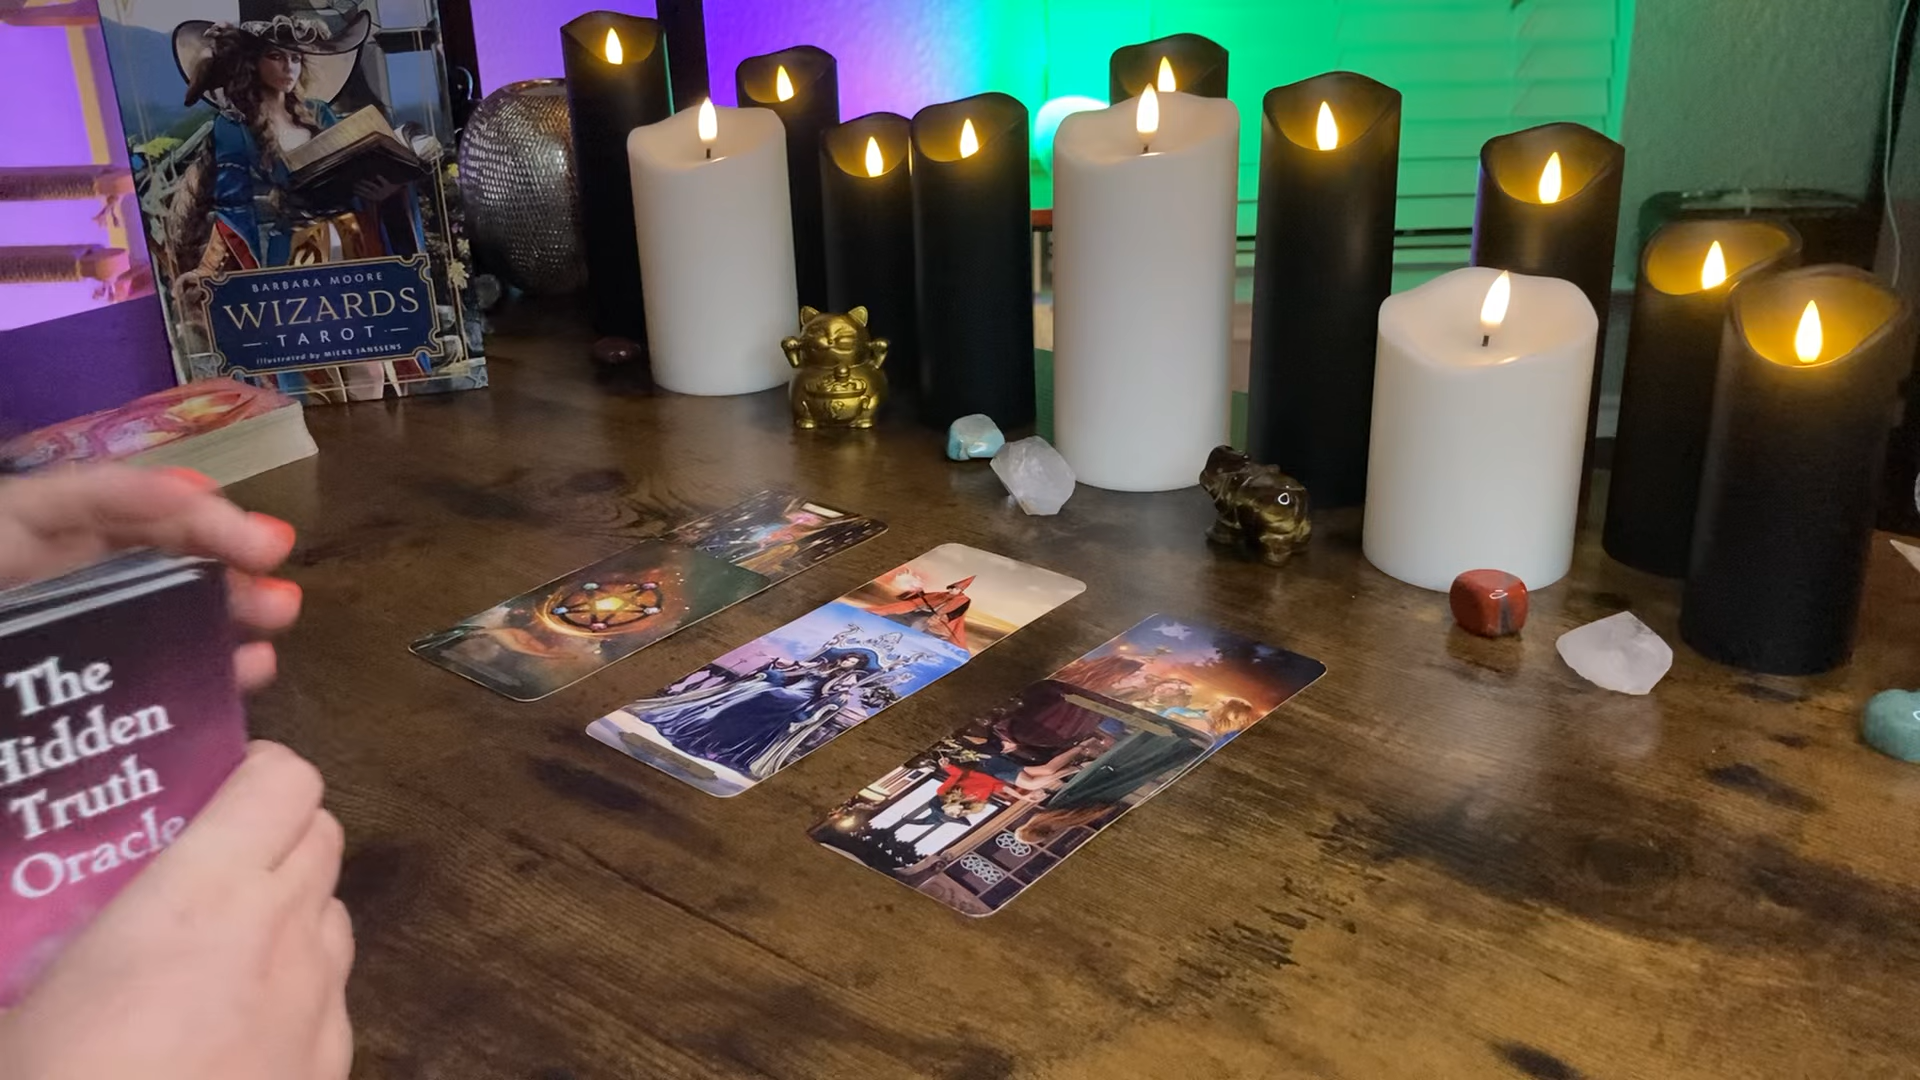 BARBARA MOORE
WIZARDS
TAROT
illustrated by MIEKE JANSSENS
The
Hidden
Truth
Oracle